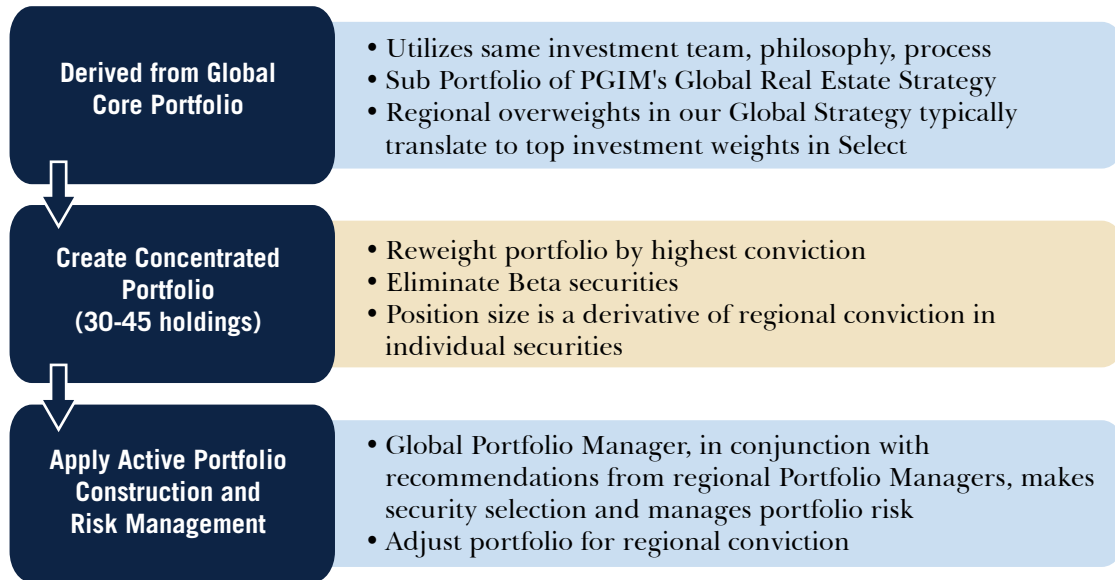 Derived from Global
Core Portfolio
• Utilizes same investment team, philosophy, process
• Sub Portfolio of PGIM's Global Real Estate Strategy
• Regional overweights in our Global Strategy typically
translate to top investment weights in Select
Create Concentrated
Portfolio
(30-45 holdings)
• Reweight portfolio by highest conviction
• Eliminate Beta securities
• Position size is a derivative of regional conviction in
individual securities
Apply Active Portfolio
Construction and
Risk Management
• Global Portfolio Manager, in conjunction with
recommendations from regional Portfolio Managers, makes
security selection and manages portfolio risk
• Adjust portfolio for regional conviction